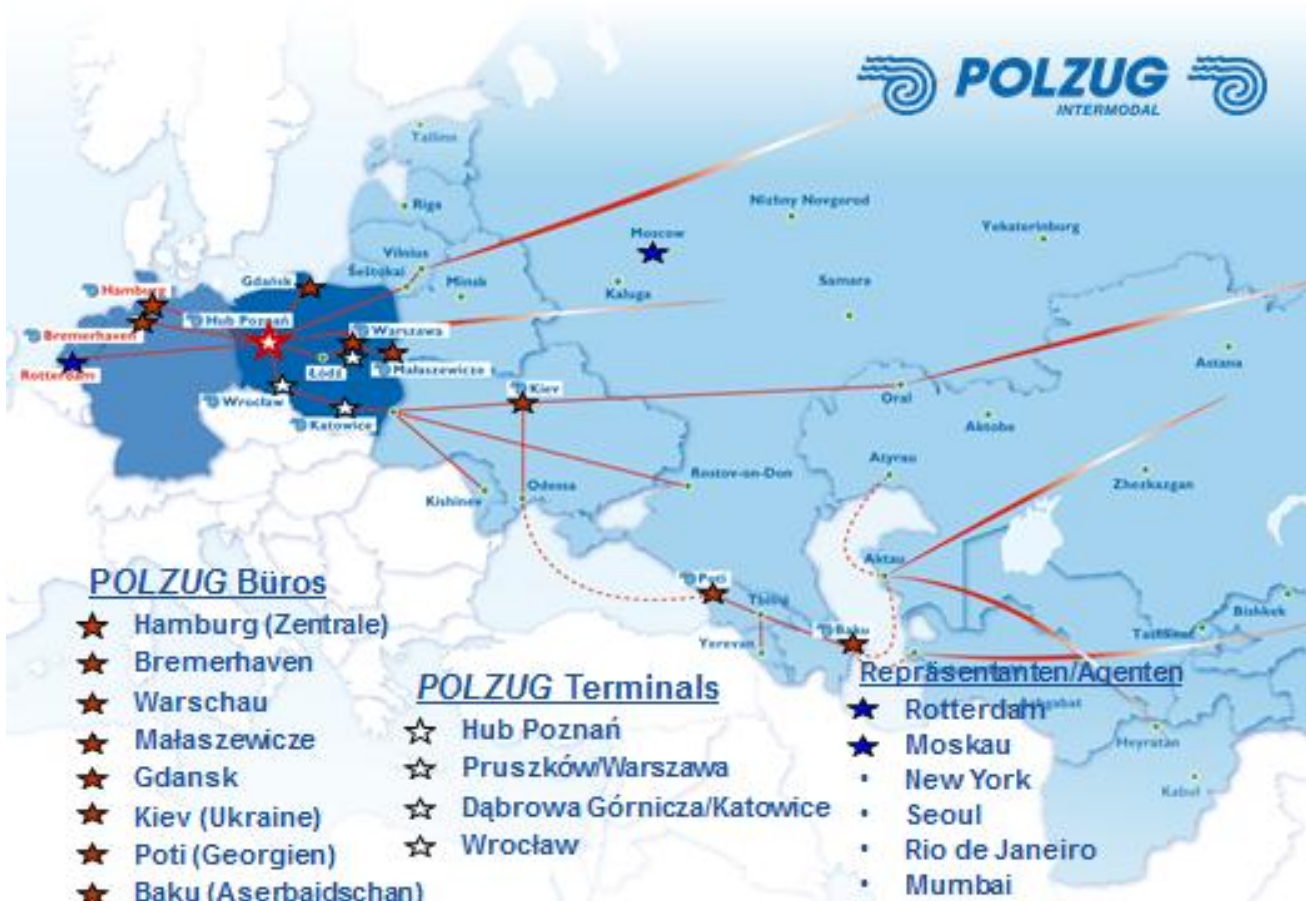 POLZUG
INTERMODAL
Tallinn
Riga
Nizhny Novgorod
Yekaterinburg
Moscow
Vilnius
Šeštokai
Minsk
Kaluga
Samara
Gdańsk
Hamburg
Hub Poznań
Warszawa
Bremerhaven
Małaszewicze
Łódź
Rotterdam
Wrocław
Katowice
Kiev
Oral
Astana
Aktobe
Atyrau
Zhezkazgan
Rostov-on-Don
Kishinev
Odessa
Aktau
Poti
Tbilisi
Yerevan
Baku
Bishkek
Heyratan
Kabul
POLZUG Büros
Hamburg (Zentrale)
Bremerhaven
Warschau
Małaszewicze
Gdansk
Kiev (Ukraine)
Poti (Georgien)
Baku (Aserbaidschan)
POLZUG Terminals
Hub Poznań
Pruszków/Warszawa
Dąbrowa Górnicza/Katowice
Wrocław
Repräsentanten/Agenten
Rotterdam
Moskau
New York
Seoul
Rio de Janeiro
Mumbai